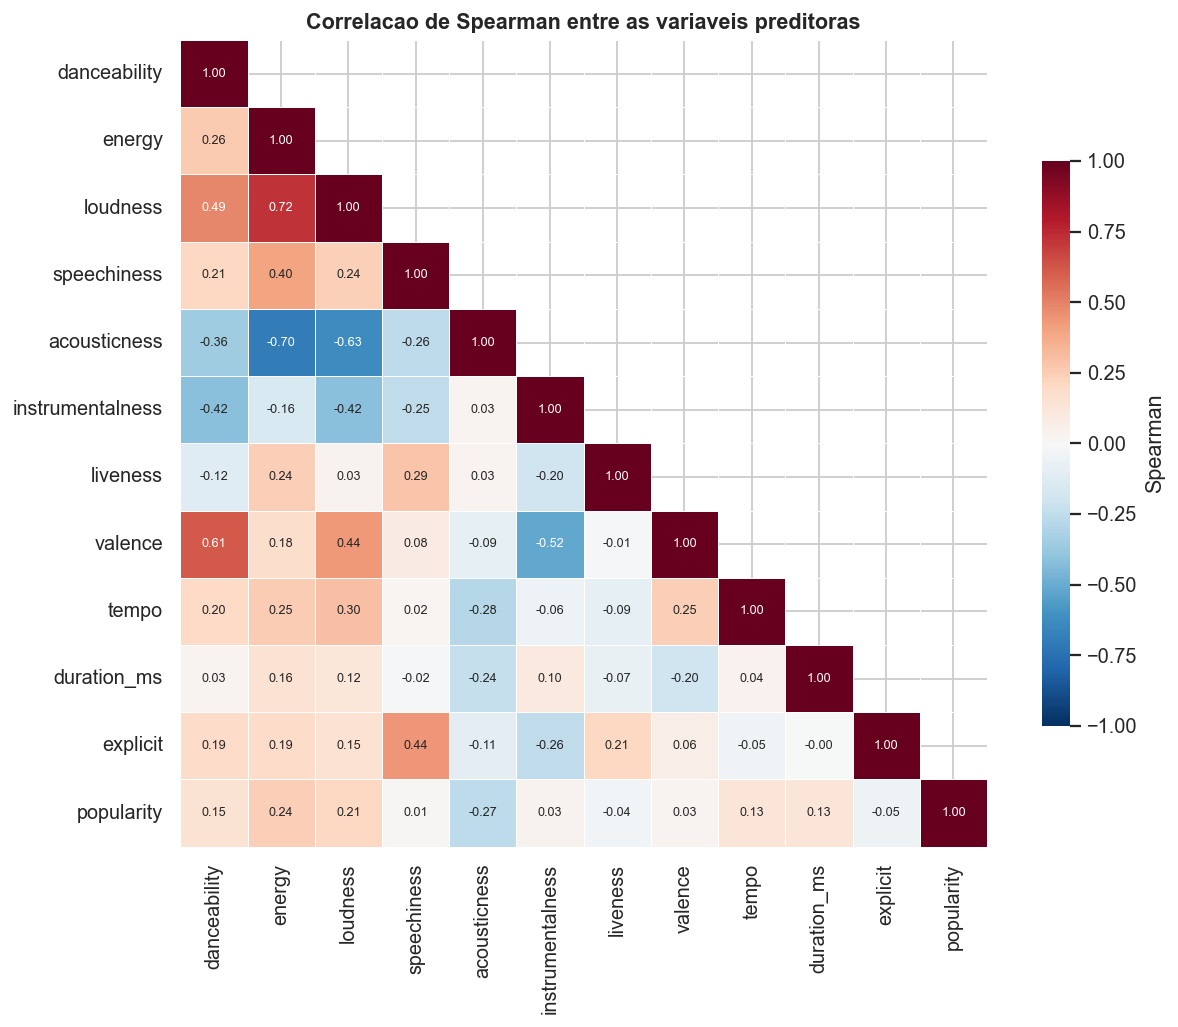 Correlacao de Spearman entre as variaveis preditoras
danceability 1.00
energy 0.26 1.00
loudness 0.49 0.72 1.00
speechiness 0.21 0.40 0.24 1.00
acousticness -0.36 -0.70 -0.63 -0.26 1.00
instrumentalness -0.42 -0.16 -0.42 -0.25 0.03 1.00
liveness -0.12 0.24 0.03 0.29 0.03 -0.20 1.00
valence 0.61 0.18 0.44 0.08 -0.09 -0.52 -0.01 1.00
tempo 0.20 0.25 0.30 0.02 -0.28 -0.06 -0.09 0.25 1.00
duration_ms 0.03 0.16 0.12 -0.02 -0.24 0.10 -0.07 -0.20 0.04 1.00
explicit 0.19 0.19 0.15 0.44 -0.11 -0.26 0.21 0.06 -0.05 -0.00 1.00
popularity 0.15 0.24 0.21 0.01 -0.27 0.03 -0.04 0.03 0.13 0.13 -0.05 1.00
danceability
energy
loudness
speechiness
acousticness
instrumentalness
liveness
valence
tempo
duration_ms
explicit
popularity
1.00
0.75
0.50
0.25
0.00
−0.25
−0.50
−0.75
−1.00
Spearman